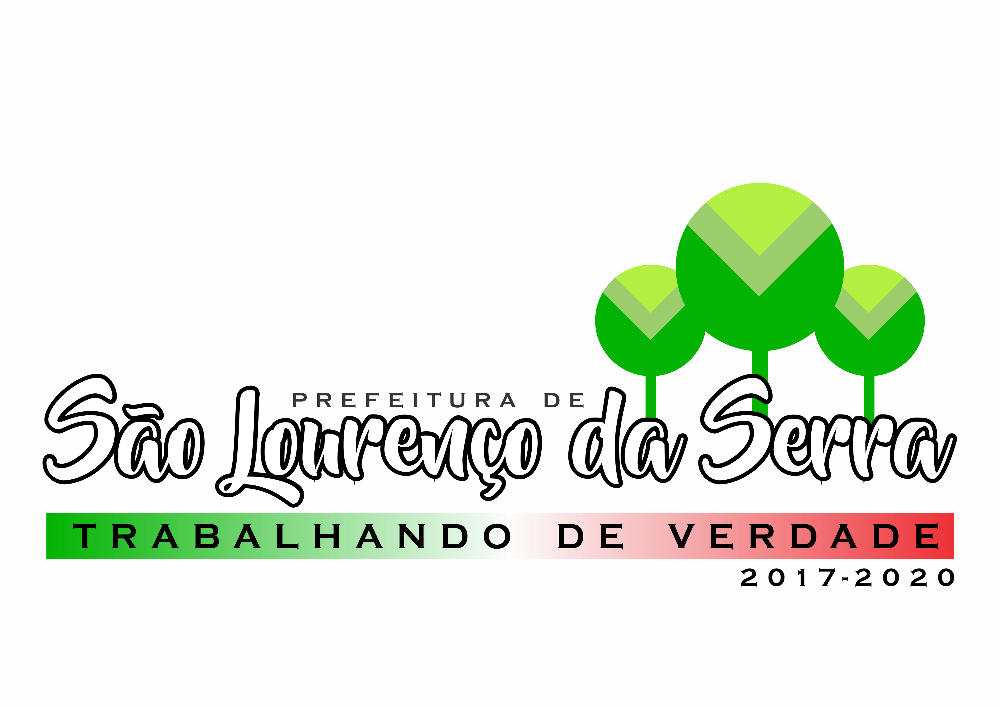 PREFEITURA DE
São Lourenço da Serra
TRABALHANDO DE VERDADE
2017-2020